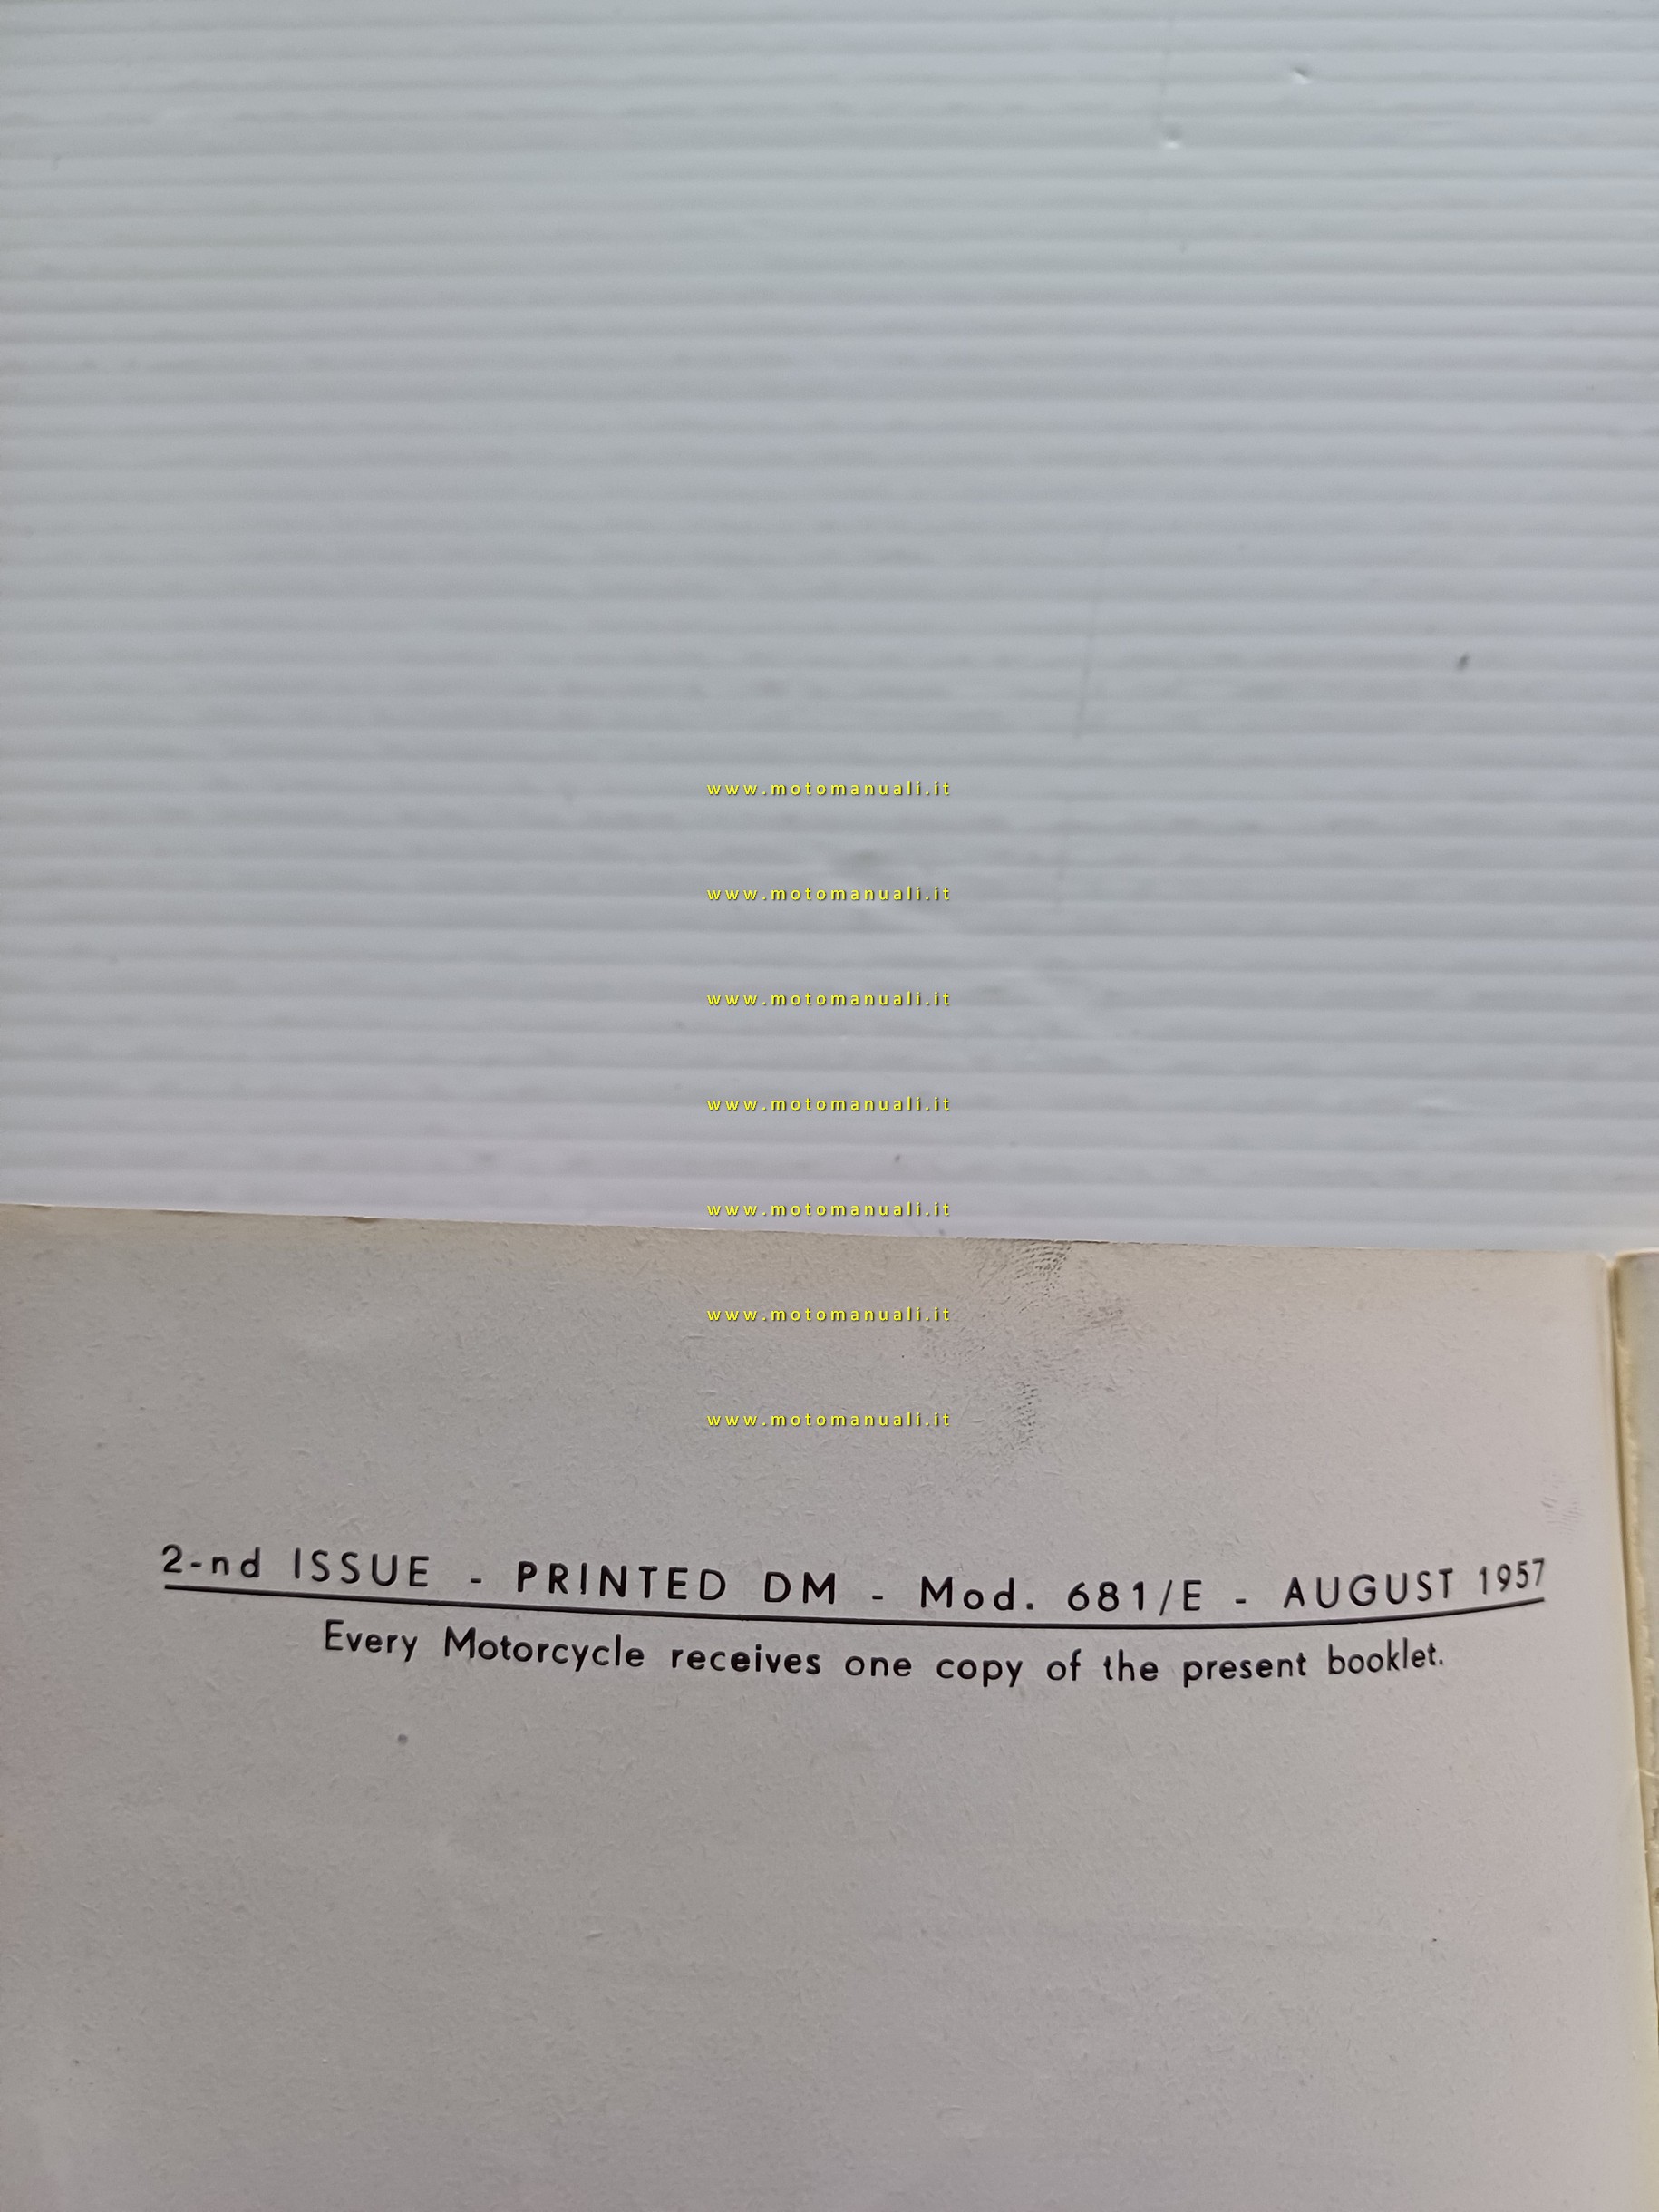 www.motomanuali.it
www.motomanuali.it
www.motomanuali.it
www.motomanuali.it
www.motomanuali.it
www.motomanuali.it
www.motomanuali.it
2-nd ISSUE - PRINTED DM - Mod. 681/E - AUGUST 1957
Every Motorcycle receives one copy of the present booklet.